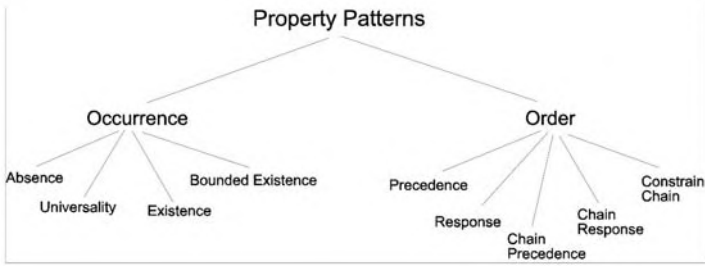 Property Patterns
Occurrence
Order
Absence
Universality
Existence
Bounded Existence
Precedence
Response
Chain
Precedence
Chain
Response
Constrain
Chain